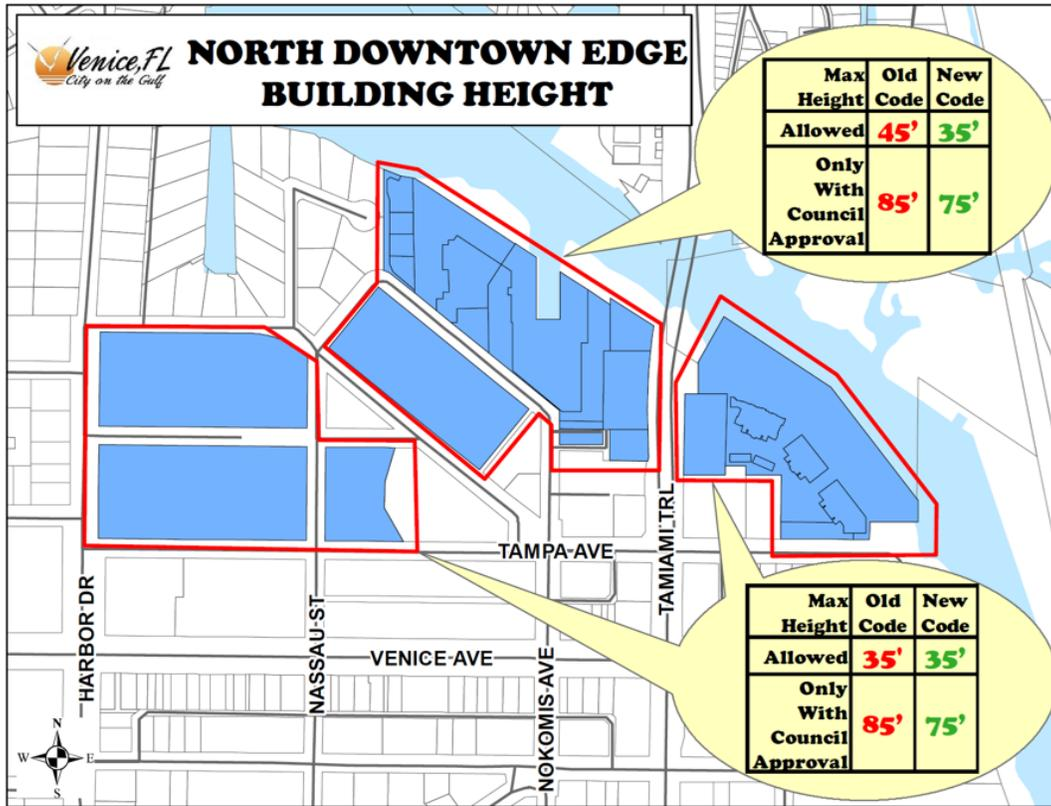 Venice, FL
City on the Gulf
NORTH DOWNTOWN EDGE
BUILDING HEIGHT
Max Height Old Code New Code
Allowed 45’ 35’
Only With Council Approval 85’ 75’
TAMPA AVE
TAMIAMI TRL
HARBOR DR
NASSAU ST
VENICE AVE
NOKOMIS AVE
Max Height Old Code New Code
Allowed 35' 35’
Only With Council Approval 85’ 75’
N
W E
S